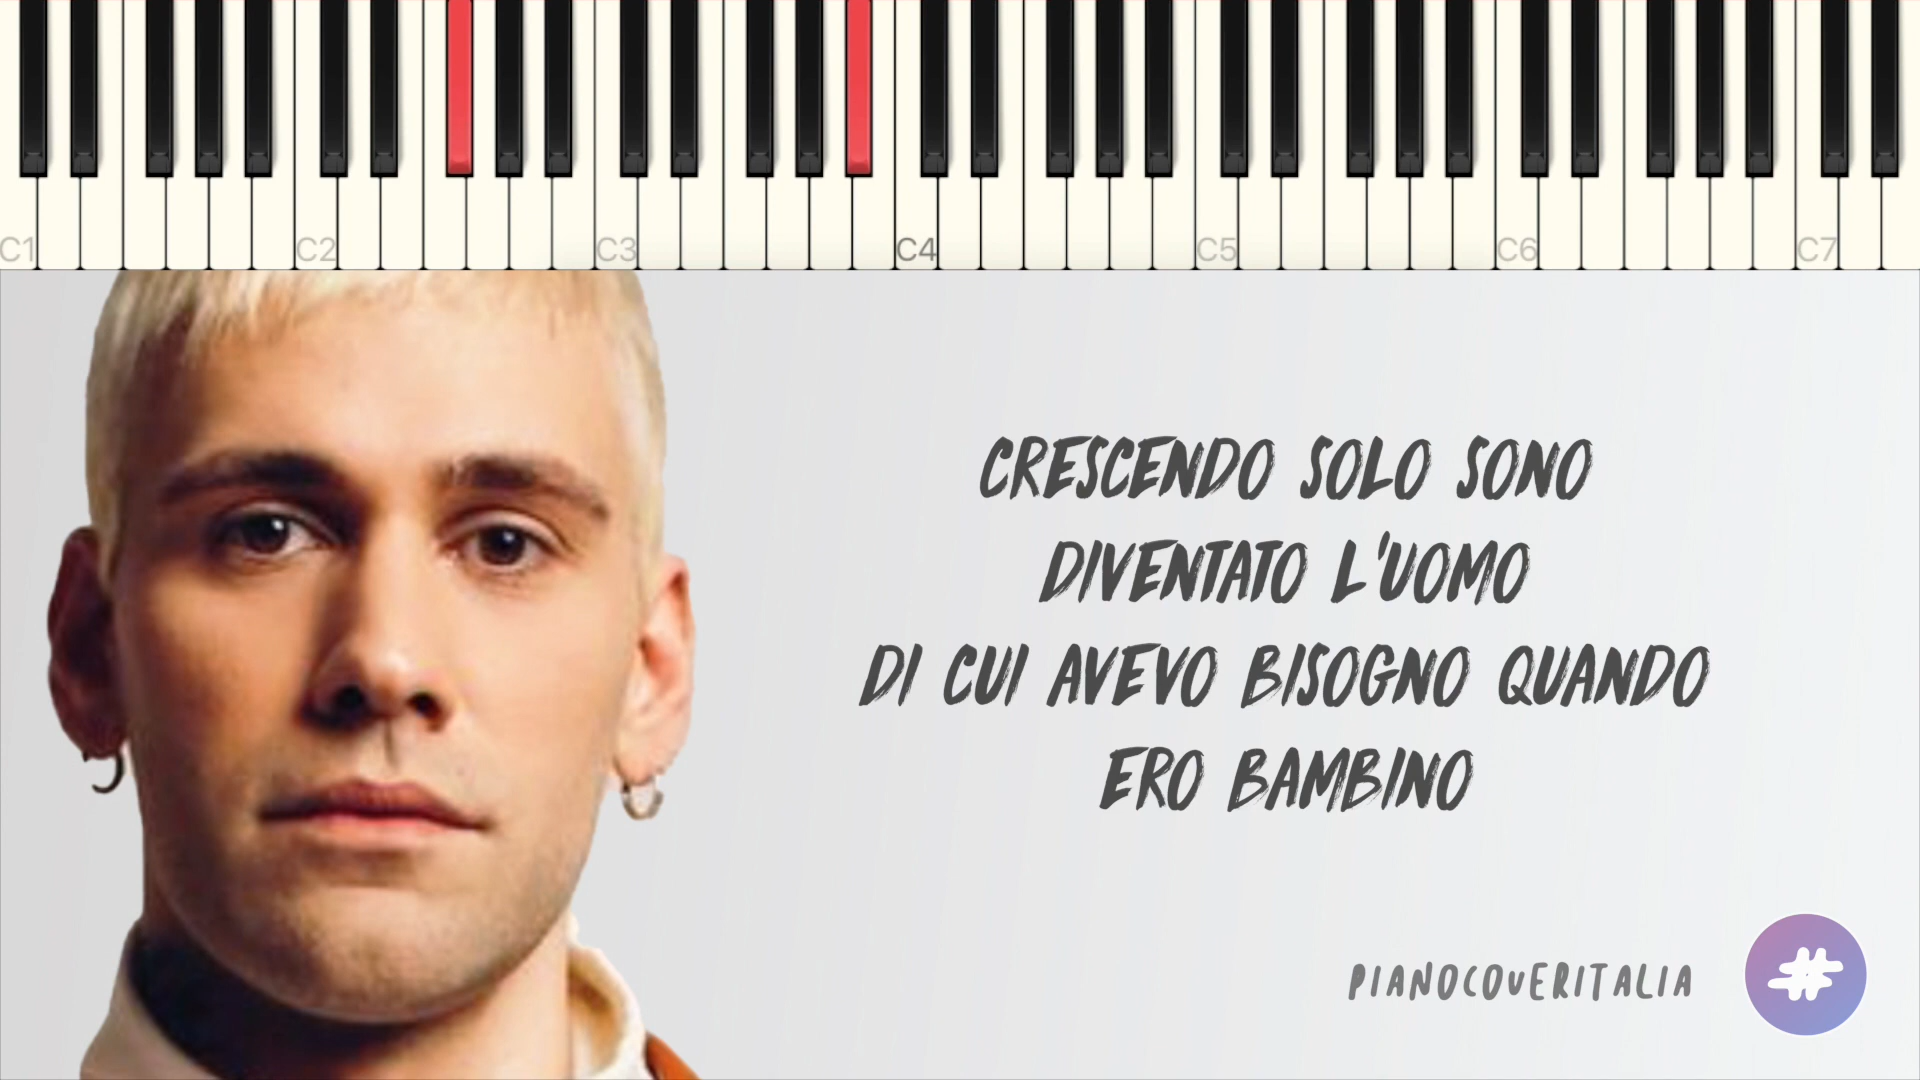 C1 C2 C3 C4 C5 C6 C7
CRESCENDO SOLO SONO
DIVENTATO L'UOMO
DI CUI AVEVO BISOGNO QUANDO
ERO BAMBINO
PIANOCOVERITALIA
#